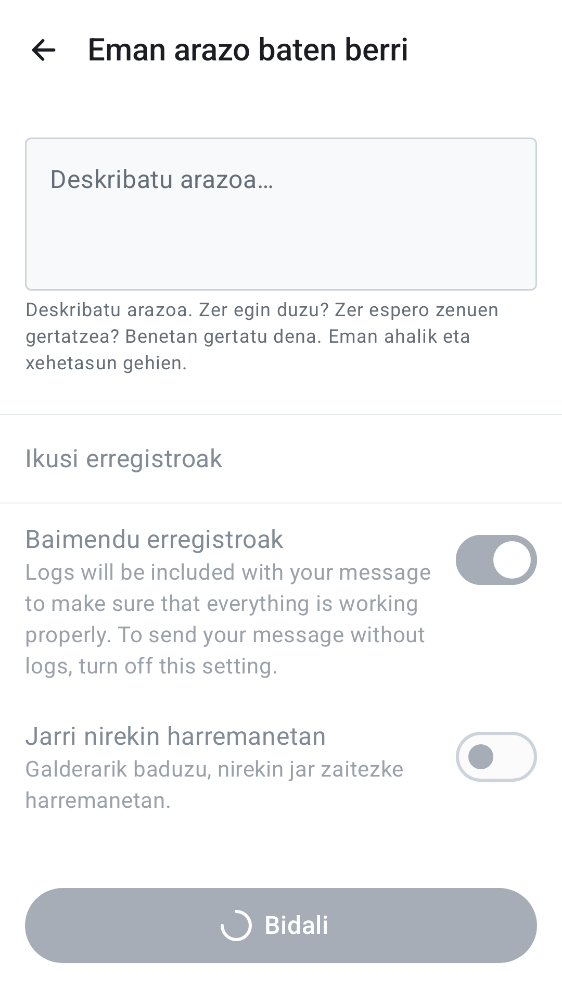 Eman arazo baten berri
Deskribatu arazoa…
Deskribatu arazoa. Zer egin duzu? Zer espero zenuen
gertatzea? Benetan gertatu dena. Eman ahalik eta
xehetasun gehien.
Ikusi erregistroak
Baimendu erregistroak
Logs will be included with your message
to make sure that everything is working
properly. To send your message without
logs, turn off this setting.
Jarri nirekin harremanetan
Galderarik baduzu, nirekin jar zaitezke
harremanetan.
Bidali